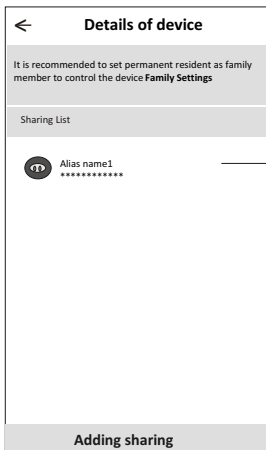 Details of device
It is recommended to set permanent resident as family
member to control the device Family Settings
Sharing List
Alias name1
************
Adding sharing